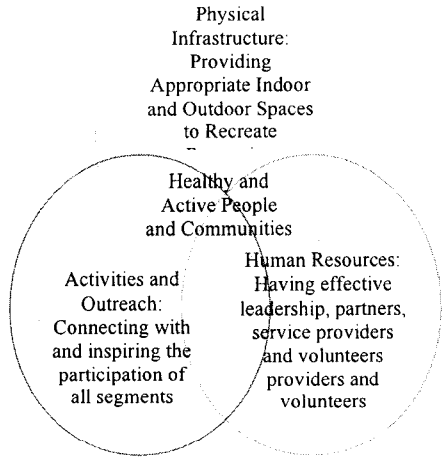 Physical
Infrastructure:
Providing
Appropriate Indoor
and Outdoor Spaces
to Recreate
Healthy and
Active People
and Communities
Activities and
Outreach:
Connecting with
and inspiring the
participation of
all segments
Human Resources:
Having effective
leadership, partners,
service providers
and volunteers
providers and
volunteers